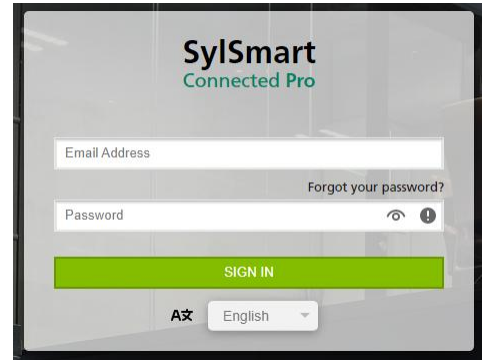 SylSmart
Connected Pro
Email Address
Forgot your password?
Password
SIGN IN
A文 English